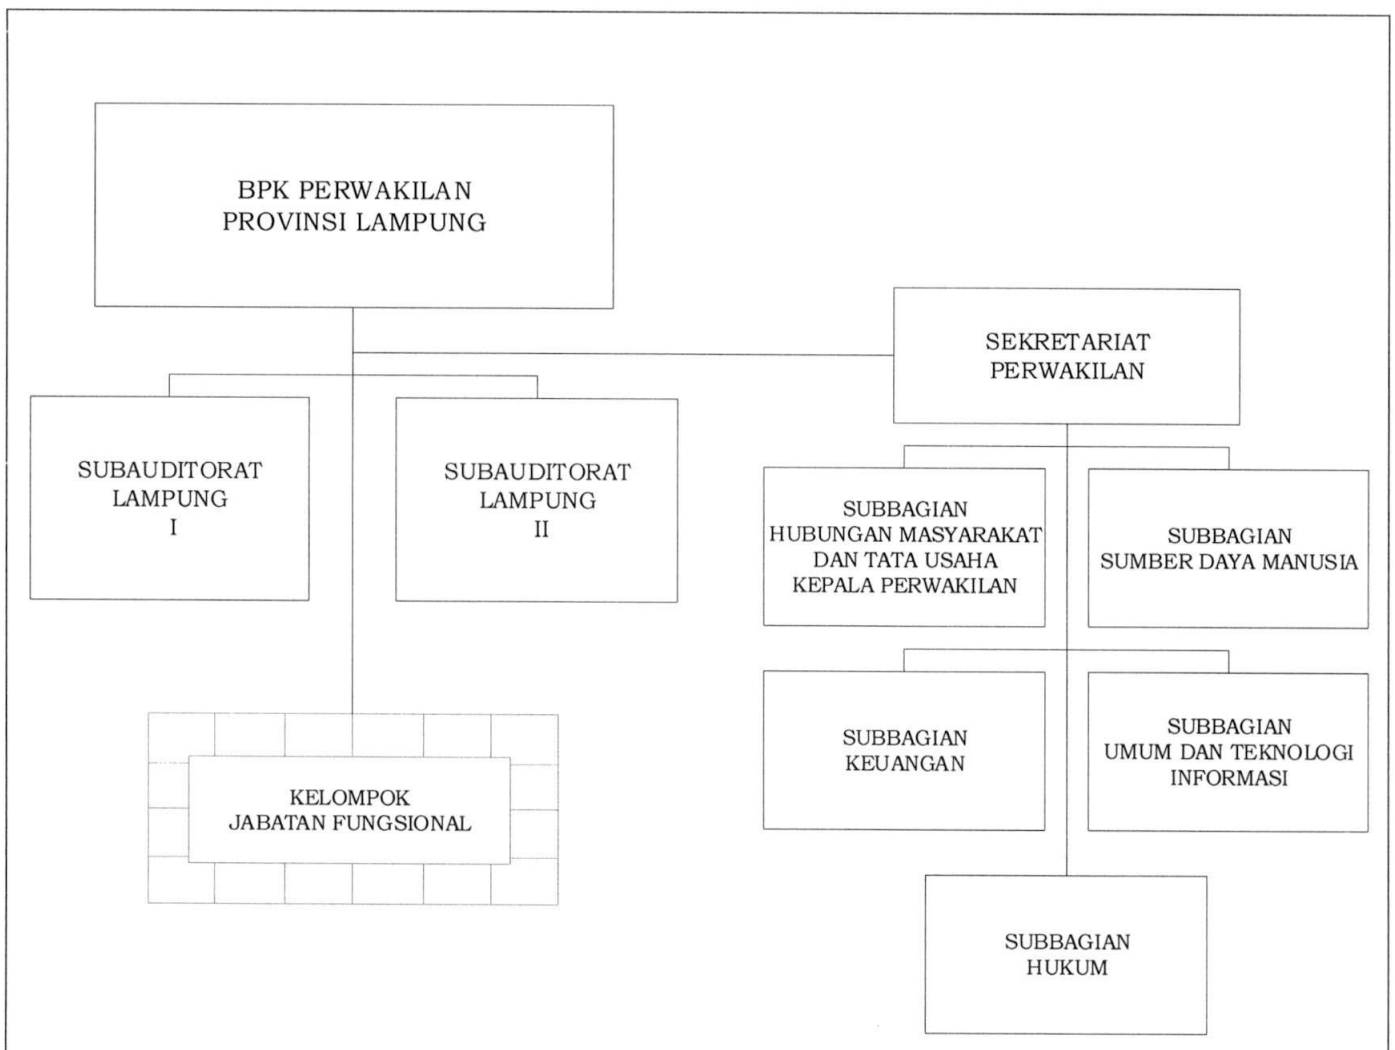 BPK PERWAKILAN
PROVINSI LAMPUNG
SEKRETARIAT
PERWAKILAN
SUBAUDITORAT
LAMPUNG
I
SUBAUDITORAT
LAMPUNG
II
SUBBAGIAN
HUBUNGAN MASYARAKAT
DAN TATA USAHA
KEPALA PERWAKILAN
SUBBAGIAN
SUMBER DAYA MANUSIA
SUBBAGIAN
KEUANGAN
SUBBAGIAN
UMUM DAN TEKNOLOGI
INFORMASI
KELOMPOK
JABATAN FUNGSIONAL
SUBBAGIAN
HUKUM